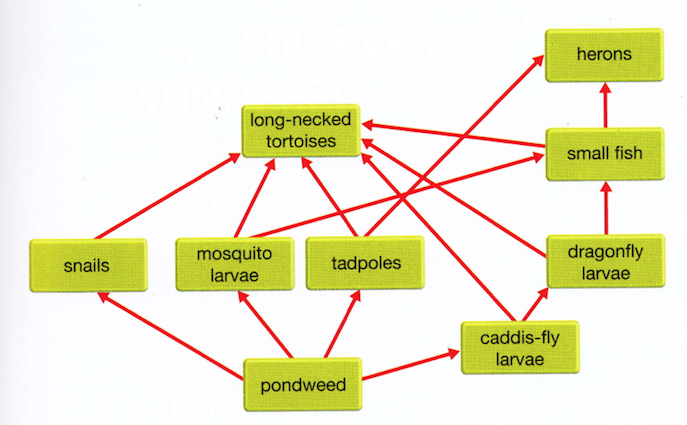 herons
long-necked
tortoises
small fish
snails
mosquito
larvae
tadpoles
dragonfly
larvae
caddis-fly
larvae
pondweed